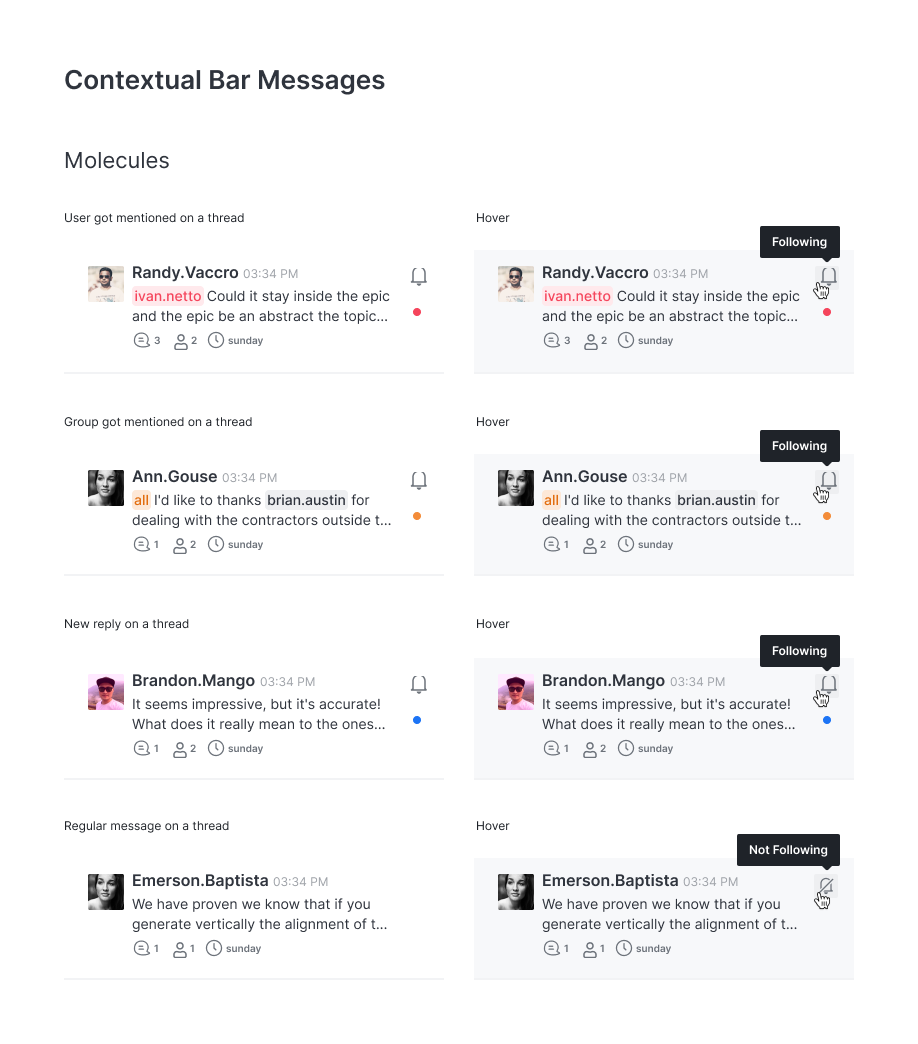 Contextual Bar Messages
Molecules
User got mentioned on a thread
Randy.Vaccro 03:34 PM
ivan.netto Could it stay inside the epic
and the epic be an abstract the topic...
3 2 sunday
Hover
Following
Randy.Vaccro 03:34 PM
ivan.netto Could it stay inside the epic
and the epic be an abstract the topic...
3 2 sunday
Group got mentioned on a thread
Ann.Gouse 03:34 PM
all I'd like to thanks brian.austin for
dealing with the contractors outside t...
1 2 sunday
Hover
Following
Ann.Gouse 03:34 PM
all I'd like to thanks brian.austin for
dealing with the contractors outside t...
1 2 sunday
New reply on a thread
Brandon.Mango 03:34 PM
It seems impressive, but it's accurate!
What does it really mean to the ones...
1 2 sunday
Hover
Following
Brandon.Mango 03:34 PM
It seems impressive, but it's accurate!
What does it really mean to the ones...
1 2 sunday
Regular message on a thread
Emerson.Baptista 03:34 PM
We have proven we know that if you
generate vertically the alignment of t...
1 1 sunday
Hover
Not Following
Emerson.Baptista 03:34 PM
We have proven we know that if you
generate vertically the alignment of t...
1 1 sunday